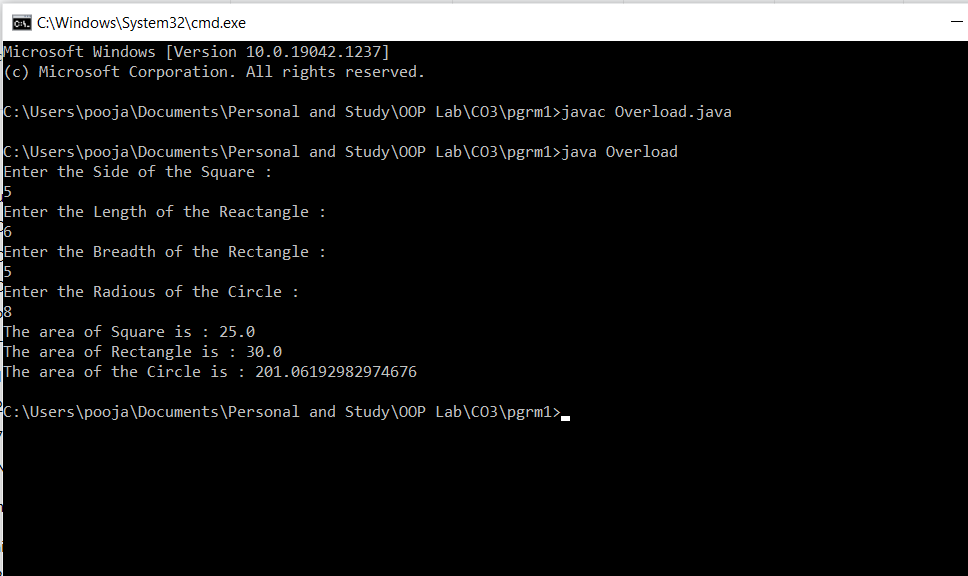 C:\Windows\System32\cmd.exe
Microsoft Windows [Version 10.0.19042.1237]
(c) Microsoft Corporation. All rights reserved.
C:\Users\pooja\Documents\Personal and Study\OOP Lab\CO3\pgrm1>javac Overload.java
C:\Users\pooja\Documents\Personal and Study\OOP Lab\CO3\pgrm1>java Overload
Enter the Side of the Square :
5
Enter the Length of the Reactangle :
6
Enter the Breadth of the Rectangle :
5
Enter the Radious of the Circle :
8
The area of Square is : 25.0
The area of Rectangle is : 30.0
The area of the Circle is : 201.06192982974676
C:\Users\pooja\Documents\Personal and Study\OOP Lab\CO3\pgrm1>